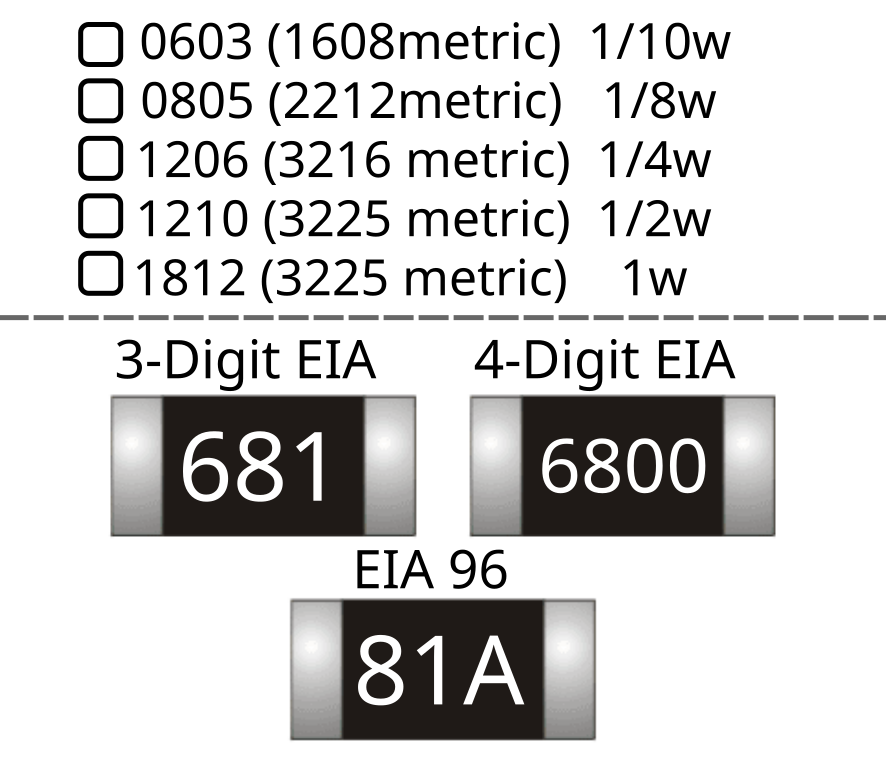 0603 (1608metric) 1/10w
0805 (2212metric) 1/8w
1206 (3216 metric) 1/4w
1210 (3225 metric) 1/2w
1812 (3225 metric) 1w
3-Digit EIA 4-Digit EIA
681 6800
EIA 96
81A